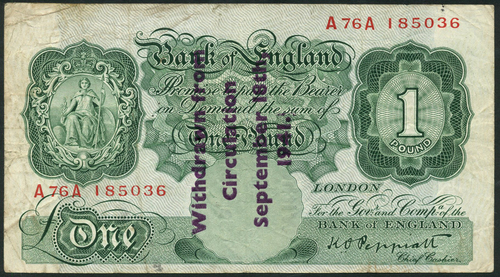 A76A 185036
Bank of England
Promise to pay the Bearer
on Demand the sum of
One Pound
1
POUND
A76A 185036
LONDON
For the Gov.r and Comp.a of the
BANK OF ENGLAND
K O Peppiatt
Chief Cashier.
£One
Withdrawn from
Circulation
September 18th
1941.